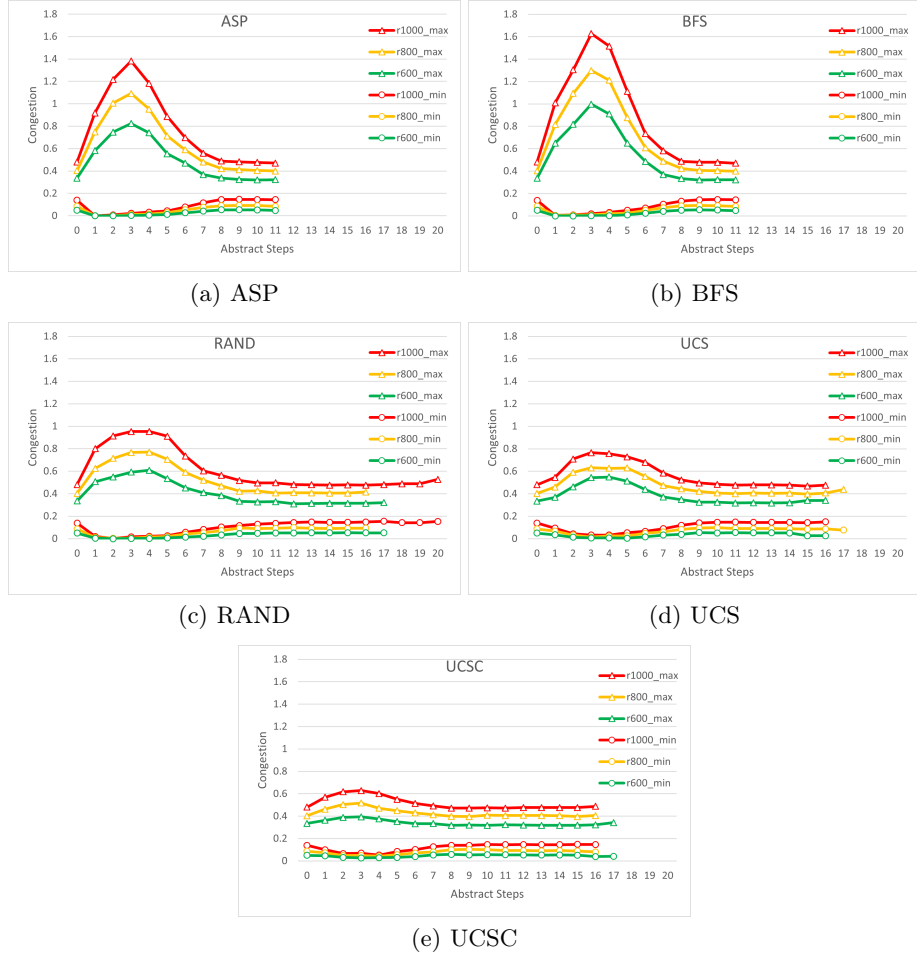 ASP
1.8
1.6
1.4
1.2
1
0.8
0.6
0.4
0.2
0
Congestion
0 1 2 3 4 5 6 7 8 9 10 11 12 13 14 15 16 17 18 19 20
Abstract Steps
r1000_max
r800_max
r600_max
r1000_min
r800_min
r600_min
(a) ASP
BFS
1.8
1.6
1.4
1.2
1
0.8
0.6
0.4
0.2
0
Congestion
0 1 2 3 4 5 6 7 8 9 10 11 12 13 14 15 16 17 18 19 20
Abstract Steps
r1000_max
r800_max
r600_max
r1000_min
r800_min
r600_min
(b) BFS
RAND
1.8
1.6
1.4
1.2
1
0.8
0.6
0.4
0.2
0
Congestion
0 1 2 3 4 5 6 7 8 9 10 11 12 13 14 15 16 17 18 19 20
Abstract Steps
r1000_max
r800_max
r600_max
r1000_min
r800_min
r600_min
(c) RAND
UCS
1.8
1.6
1.4
1.2
1
0.8
0.6
0.4
0.2
0
Congestion
0 1 2 3 4 5 6 7 8 9 10 11 12 13 14 15 16 17 18 19 20
Abstract Steps
r1000_max
r800_max
r600_max
r1000_min
r800_min
r600_min
(d) UCS
UCSC
1.8
1.6
1.4
1.2
1
0.8
0.6
0.4
0.2
0
Congestion
0 1 2 3 4 5 6 7 8 9 10 11 12 13 14 15 16 17 18 19 20
Abstract Steps
r1000_max
r800_max
r600_max
r1000_min
r800_min
r600_min
(e) UCSC